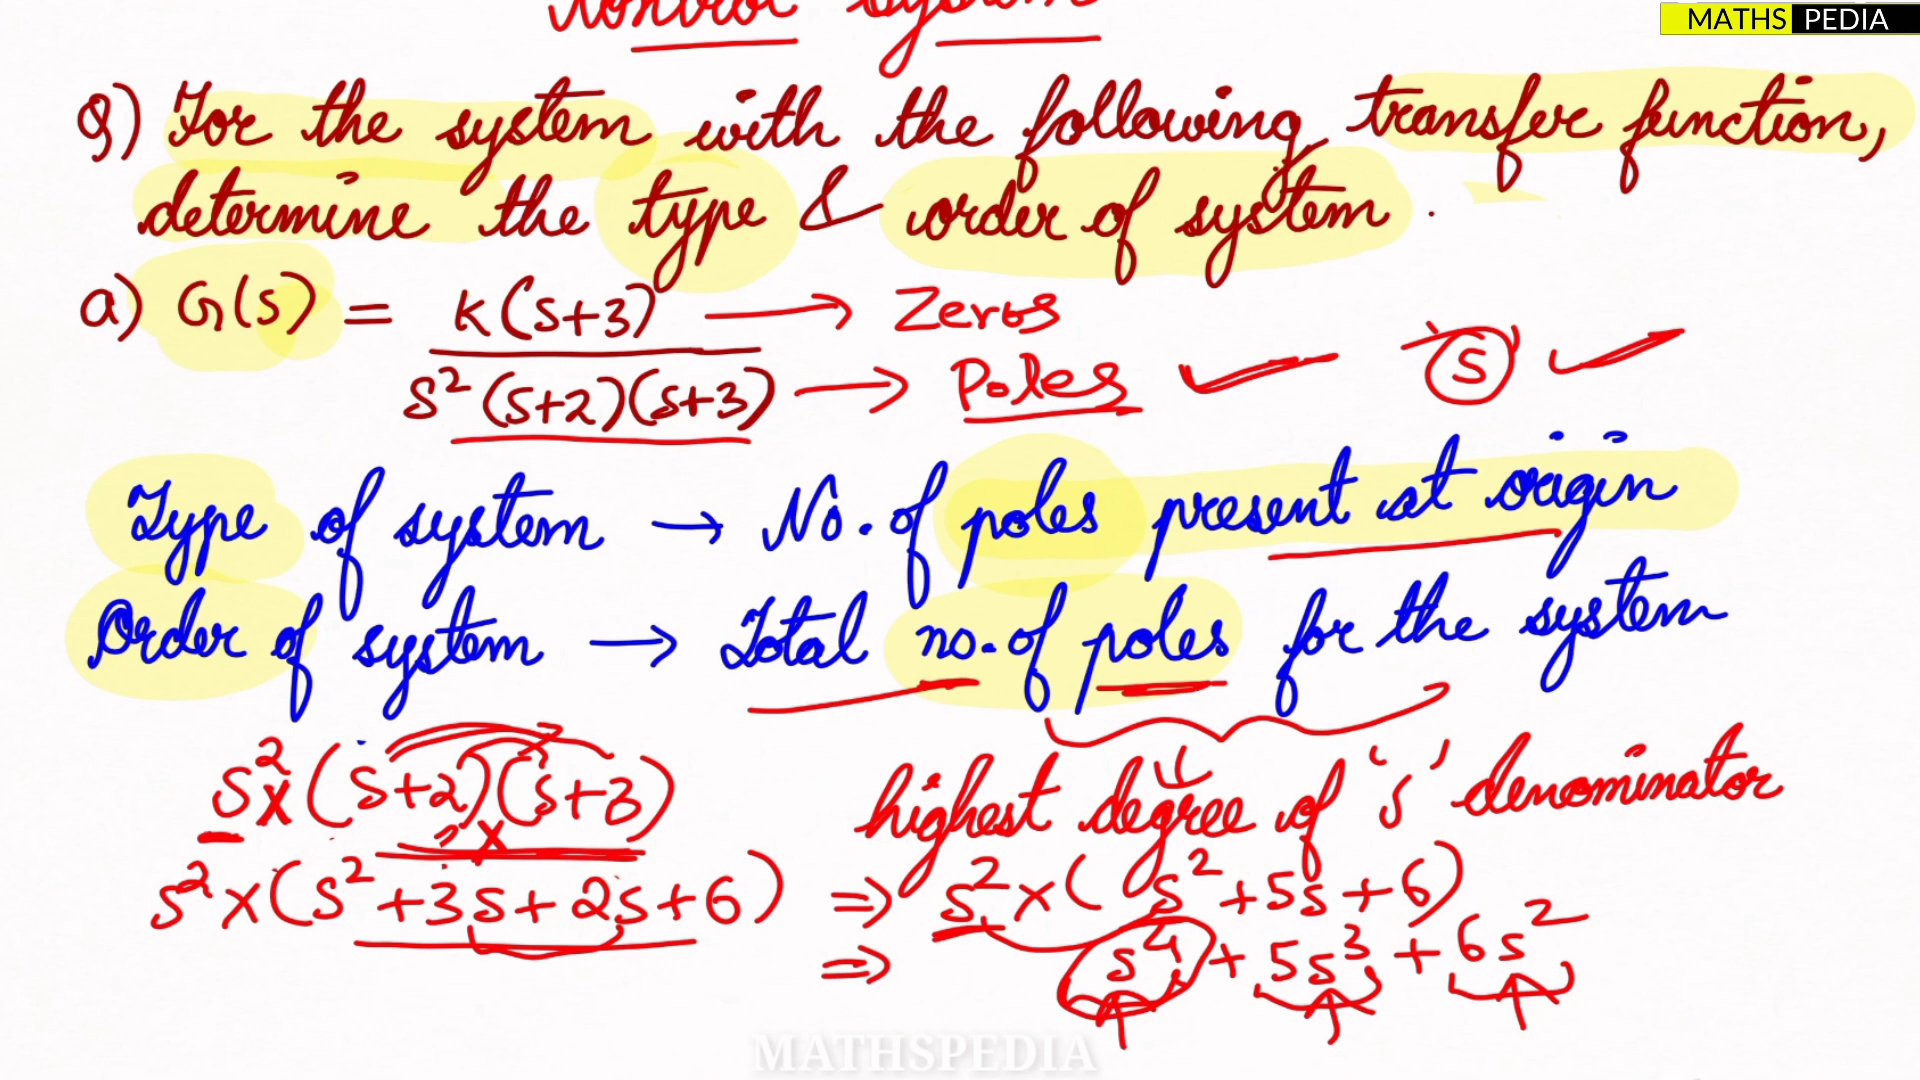 Control System
MATHS PEDIA
Q) For the system with the following transfer function,
determine the type & order of system.
a) G(s) = K(s+3) → Zeros
s²(s+2)(s+3) → Poles ✓ 's' ✓
Type of system → No. of poles present at origin
Order of system → Total no. of poles for the system
s²×(s+2)(s+3) highest degree of 's' denominator
s²×(s²+3s+2s+6) ⇒ s²×(s²+5s+6)
⇒ s⁴+5s³+6s²
MATHSPEDIA